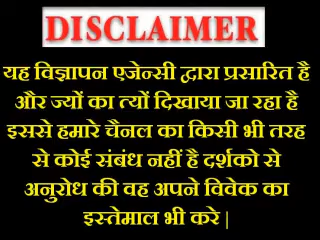 DISCLAIMER
यह विज्ञापन एजेन्सी द्वारा प्रसारित है
और ज्यों का त्यों दिखाया जा रहा है
इससे हमारे चैनल का किसी भी तरह
से कोई संबंध नहीं है दर्शको से
अनुरोध की वह अपने विवेक का
इस्तेमाल भी करे |